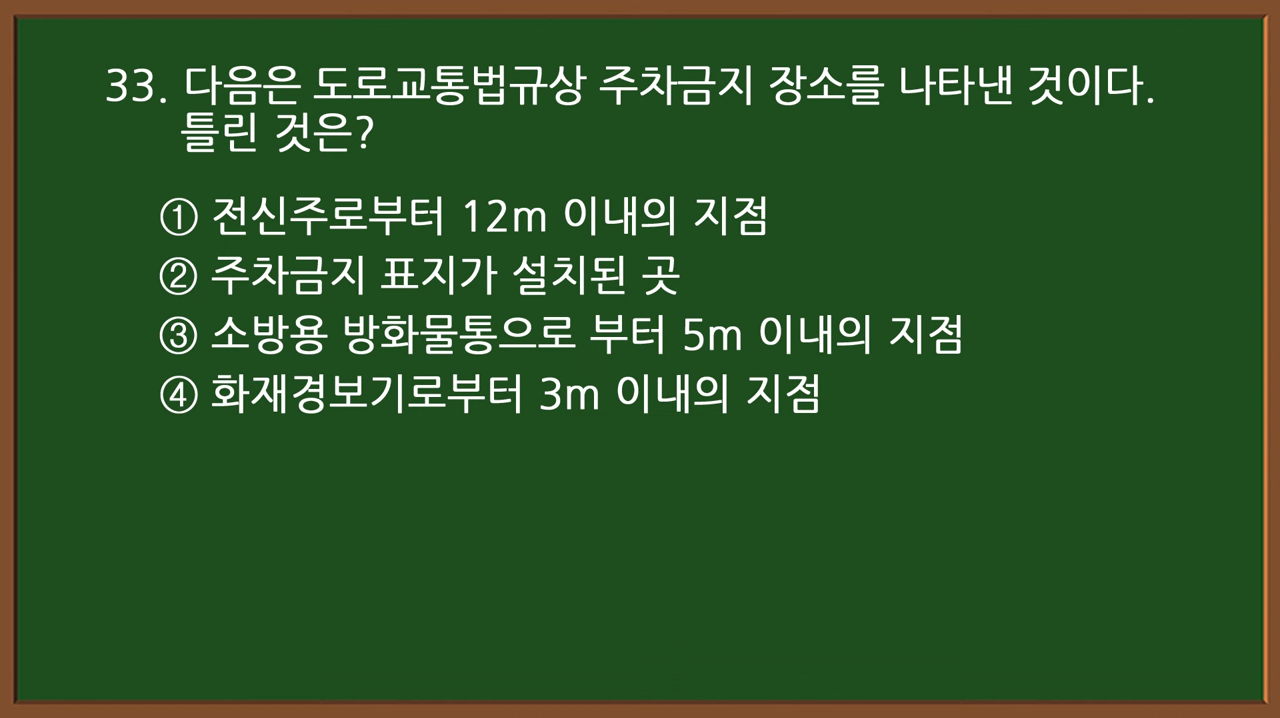 33. 다음은 도로교통법규상 주차금지 장소를 나타낸 것이다.
틀린 것은?
① 전신주로부터 12m 이내의 지점
② 주차금지 표지가 설치된 곳
③ 소방용 방화물통으로 부터 5m 이내의 지점
④ 화재경보기로부터 3m 이내의 지점